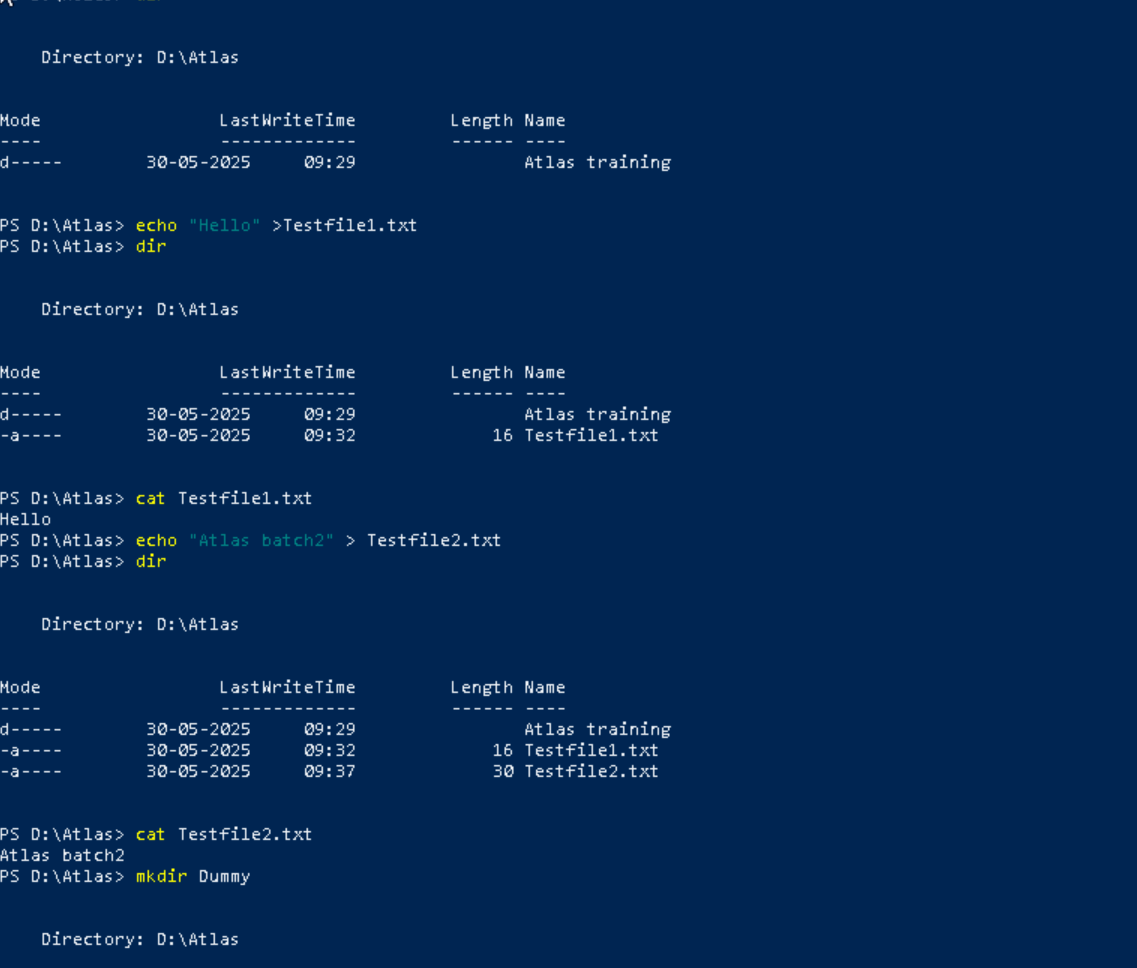 Directory: D:\Atlas
Mode LastWriteTime Length Name
---- ------------- ------ ----
d----- 30-05-2025 09:29 Atlas training
PS D:\Atlas> echo "Hello" >Testfile1.txt
PS D:\Atlas> dir
Directory: D:\Atlas
Mode LastWriteTime Length Name
---- ------------- ------ ----
d----- 30-05-2025 09:29 Atlas training
-a---- 30-05-2025 09:32 16 Testfile1.txt
PS D:\Atlas> cat Testfile1.txt
Hello
PS D:\Atlas> echo "Atlas batch2" > Testfile2.txt
PS D:\Atlas> dir
Directory: D:\Atlas
Mode LastWriteTime Length Name
---- ------------- ------ ----
d----- 30-05-2025 09:29 Atlas training
-a---- 30-05-2025 09:32 16 Testfile1.txt
-a---- 30-05-2025 09:37 30 Testfile2.txt
PS D:\Atlas> cat Testfile2.txt
Atlas batch2
PS D:\Atlas> mkdir Dummy
Directory: D:\Atlas